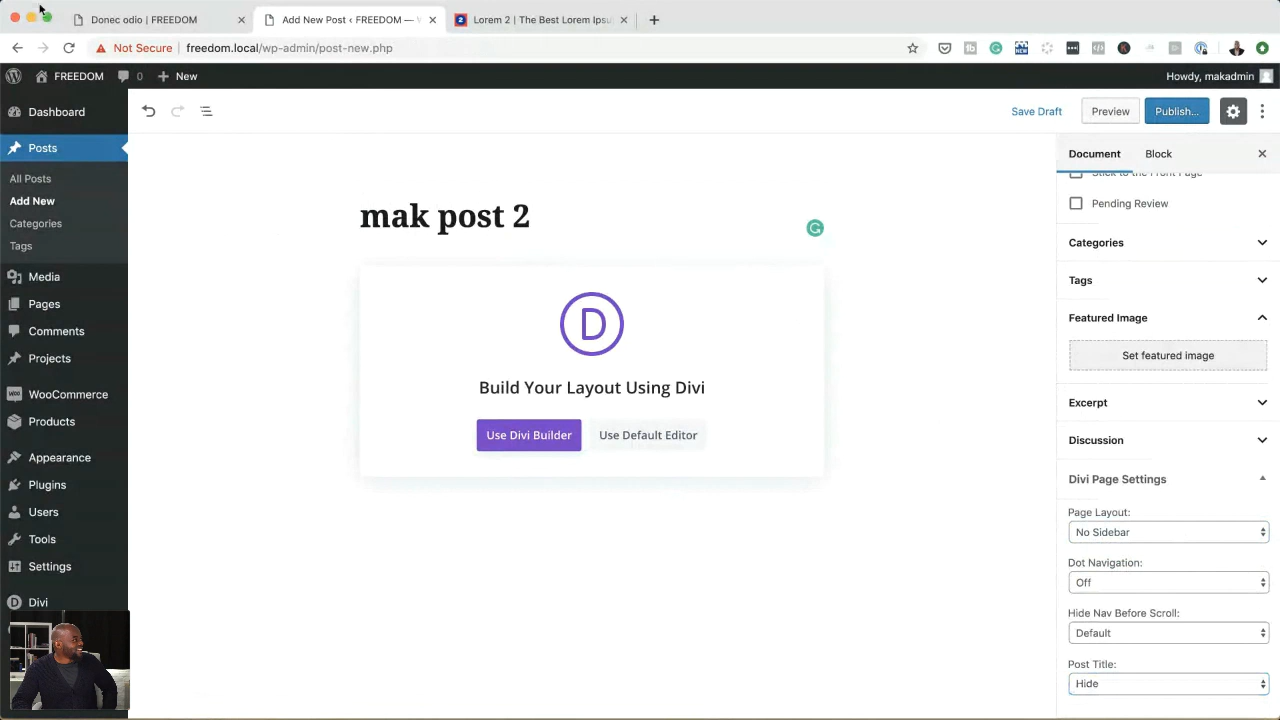 Donec odio | FREEDOM
Add New Post ‹ FREEDOM — W
Lorem 2 | The Best Lorem Ipsu
Not Secure
freedom.local/wp-admin/post-new.php
FREEDOM
0
New
Howdy, makadmin
Dashboard
Posts
All Posts
Add New
Categories
Tags
Media
Pages
Comments
Projects
WooCommerce
Products
Appearance
Plugins
Users
Tools
Settings
Divi
Save Draft
Preview
Publish...
mak post 2
D
Build Your Layout Using Divi
Use Divi Builder
Use Default Editor
Document
Block
Stick to the Front Page
Pending Review
Categories
Tags
Featured Image
Set featured image
Excerpt
Discussion
Divi Page Settings
Page Layout:
No Sidebar
Dot Navigation:
Off
Hide Nav Before Scroll:
Default
Post Title:
Hide